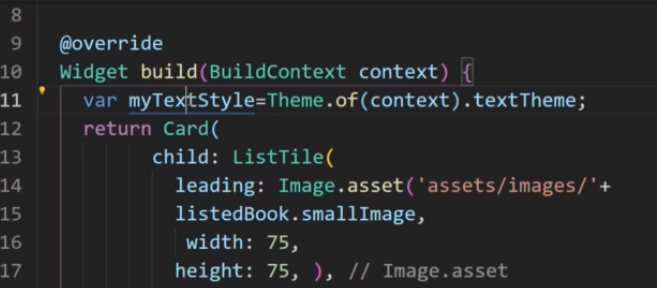 8
9 @override
10 Widget build(BuildContext context) {
11 var myTextStyle=Theme.of(context).textTheme;
12 return Card(
13 child: ListTile(
14 leading: Image.asset('assets/images/'+
15 listedBook.smallImage,
16 width: 75,
17 height: 75, ), // Image.asset